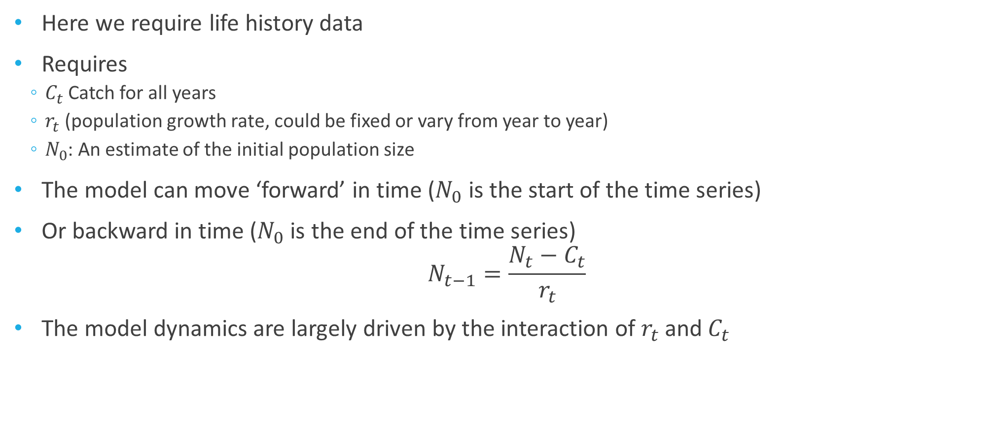 • Here we require life history data
• Requires
◦ $C_t$ Catch for all years
◦ $r_t$ (population growth rate, could be fixed or vary from year to year)
◦ $N_0$: An estimate of the initial population size
• The model can move ‘forward’ in time ($N_0$ is the start of the time series)
• Or backward in time ($N_0$ is the end of the time series)
$N_{t-1} = \frac{N_t - C_t}{r_t}$
• The model dynamics are largely driven by the interaction of $r_t$ and $C_t$